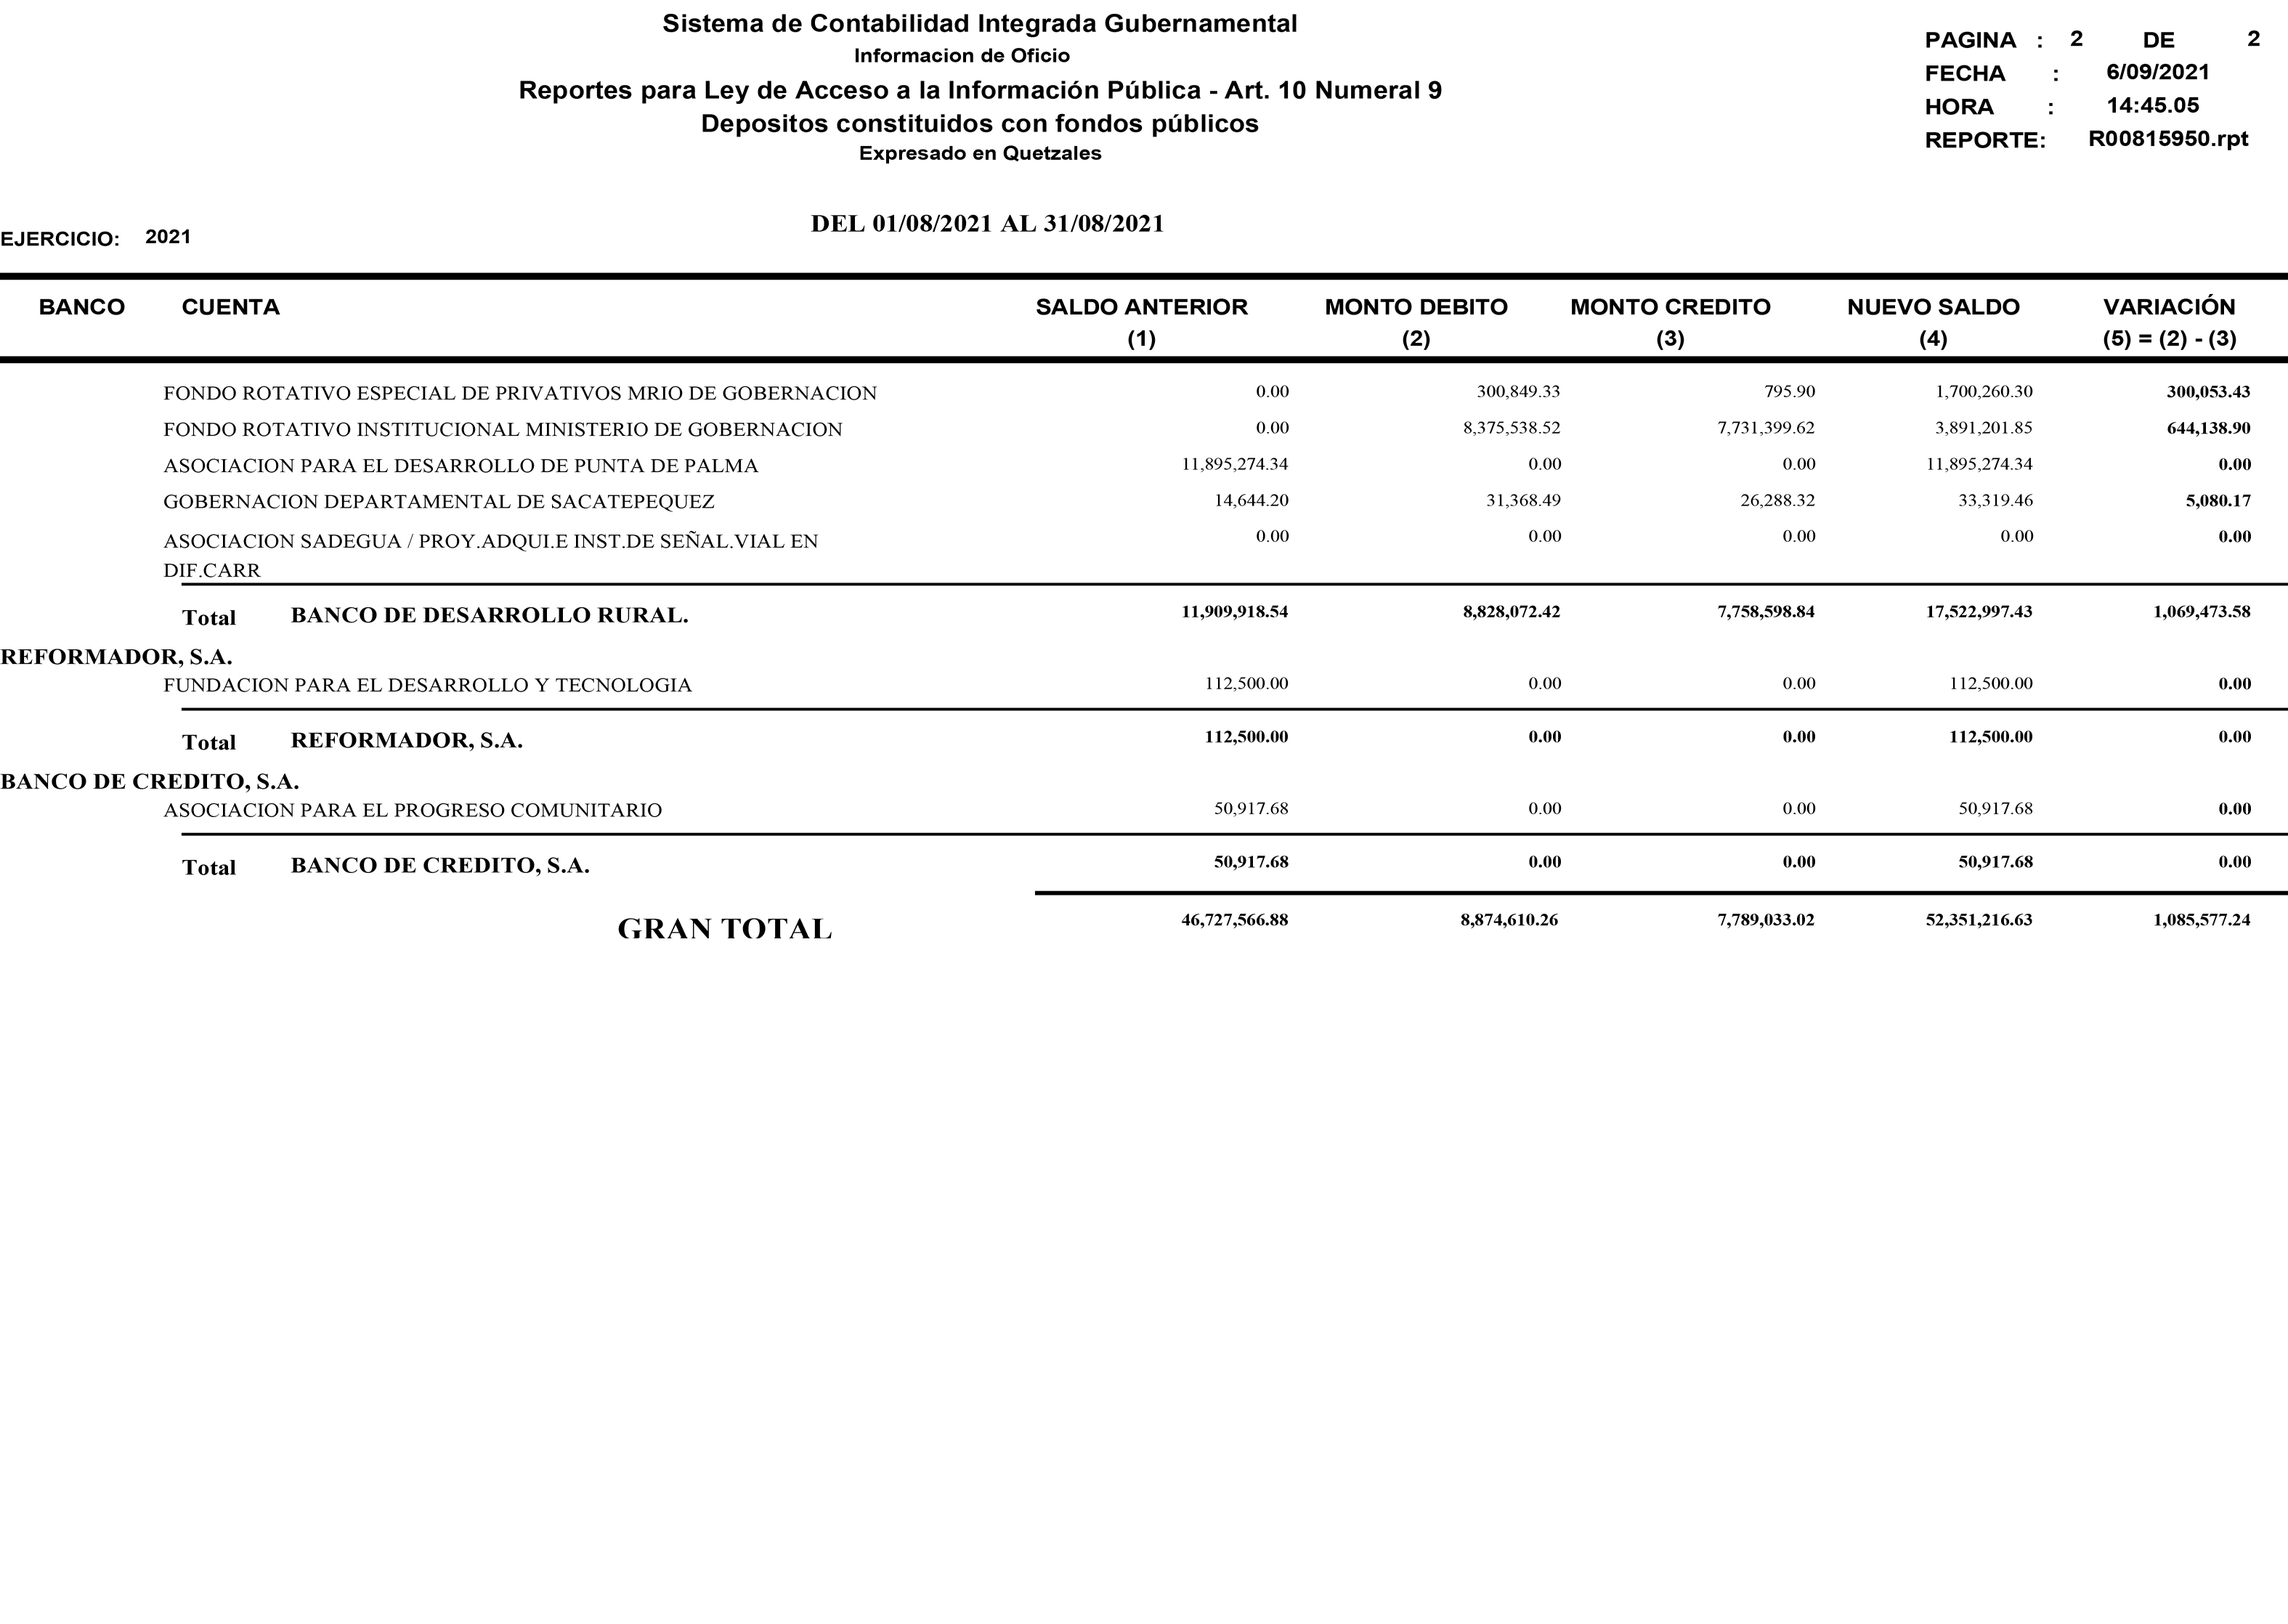 Sistema de Contabilidad Integrada Gubernamental
Informacion de Oficio
Reportes para Ley de Acceso a la Información Pública - Art. 10 Numeral 9
Depositos constituidos con fondos públicos
Expresado en Quetzales
PAGINA : 2 DE 2
FECHA : 6/09/2021
HORA : 14:45.05
REPORTE: R00815950.rpt
DEL 01/08/2021 AL 31/08/2021
EJERCICIO: 2021
BANCO CUENTA SALDO ANTERIOR MONTO DEBITO MONTO CREDITO NUEVO SALDO VARIACIÓN
(1) (2) (3) (4) (5) = (2) - (3)
FONDO ROTATIVO ESPECIAL DE PRIVATIVOS MRIO DE GOBERNACION 0.00 300,849.33 795.90 1,700,260.30 300,053.43
FONDO ROTATIVO INSTITUCIONAL MINISTERIO DE GOBERNACION 0.00 8,375,538.52 7,731,399.62 3,891,201.85 644,138.90
ASOCIACION PARA EL DESARROLLO DE PUNTA DE PALMA 11,895,274.34 0.00 0.00 11,895,274.34 0.00
GOBERNACION DEPARTAMENTAL DE SACATEPEQUEZ 14,644.20 31,368.49 26,288.32 33,319.46 5,080.17
ASOCIACION SADEGUA / PROY.ADQUI.E INST.DE SEÑAL.VIAL EN 0.00 0.00 0.00 0.00 0.00
DIF.CARR
Total BANCO DE DESARROLLO RURAL. 11,909,918.54 8,828,072.42 7,758,598.84 17,522,997.43 1,069,473.58
REFORMADOR, S.A.
FUNDACION PARA EL DESARROLLO Y TECNOLOGIA 112,500.00 0.00 0.00 112,500.00 0.00
Total REFORMADOR, S.A. 112,500.00 0.00 0.00 112,500.00 0.00
BANCO DE CREDITO, S.A.
ASOCIACION PARA EL PROGRESO COMUNITARIO 50,917.68 0.00 0.00 50,917.68 0.00
Total BANCO DE CREDITO, S.A. 50,917.68 0.00 0.00 50,917.68 0.00
GRAN TOTAL 46,727,566.88 8,874,610.26 7,789,033.02 52,351,216.63 1,085,577.24